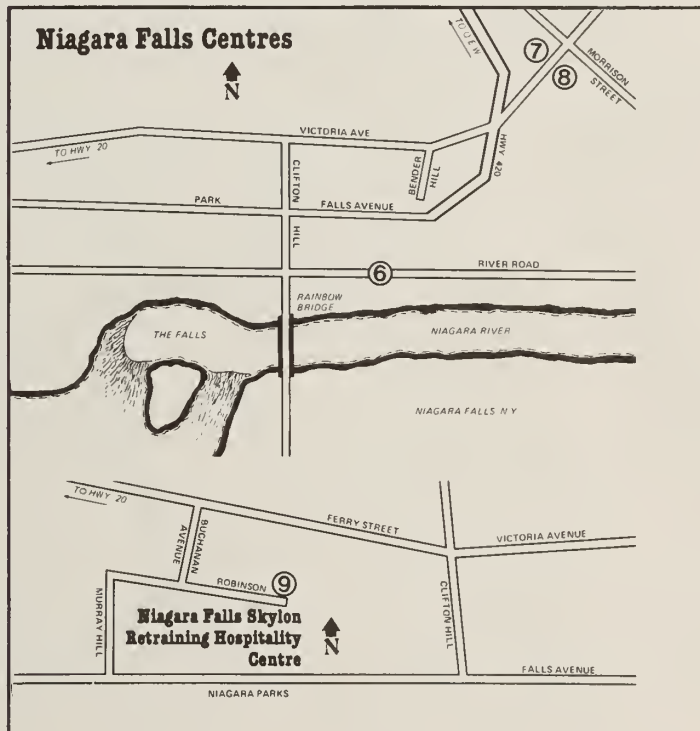 Niagara Falls Centres
N
TO Q E W
⑦
⑧
MORRISON
STREET
VICTORIA AVE
TO HWY 20
CLIFTON
HILL
BENDER
HILL
HWY 420
PARK
FALLS AVENUE
⑥
RIVER ROAD
RAINBOW
BRIDGE
THE FALLS
NIAGARA RIVER
NIAGARA FALLS N Y
TO HWY 20
BUCHANAN
AVENUE
FERRY STREET
VICTORIA AVENUE
ROBINSON
⑨
MURRAY HILL
CLIFTON HILL
Niagara Falls Skylon
Retraining Hospitality
Centre
N
FALLS AVENUE
NIAGARA PARKS